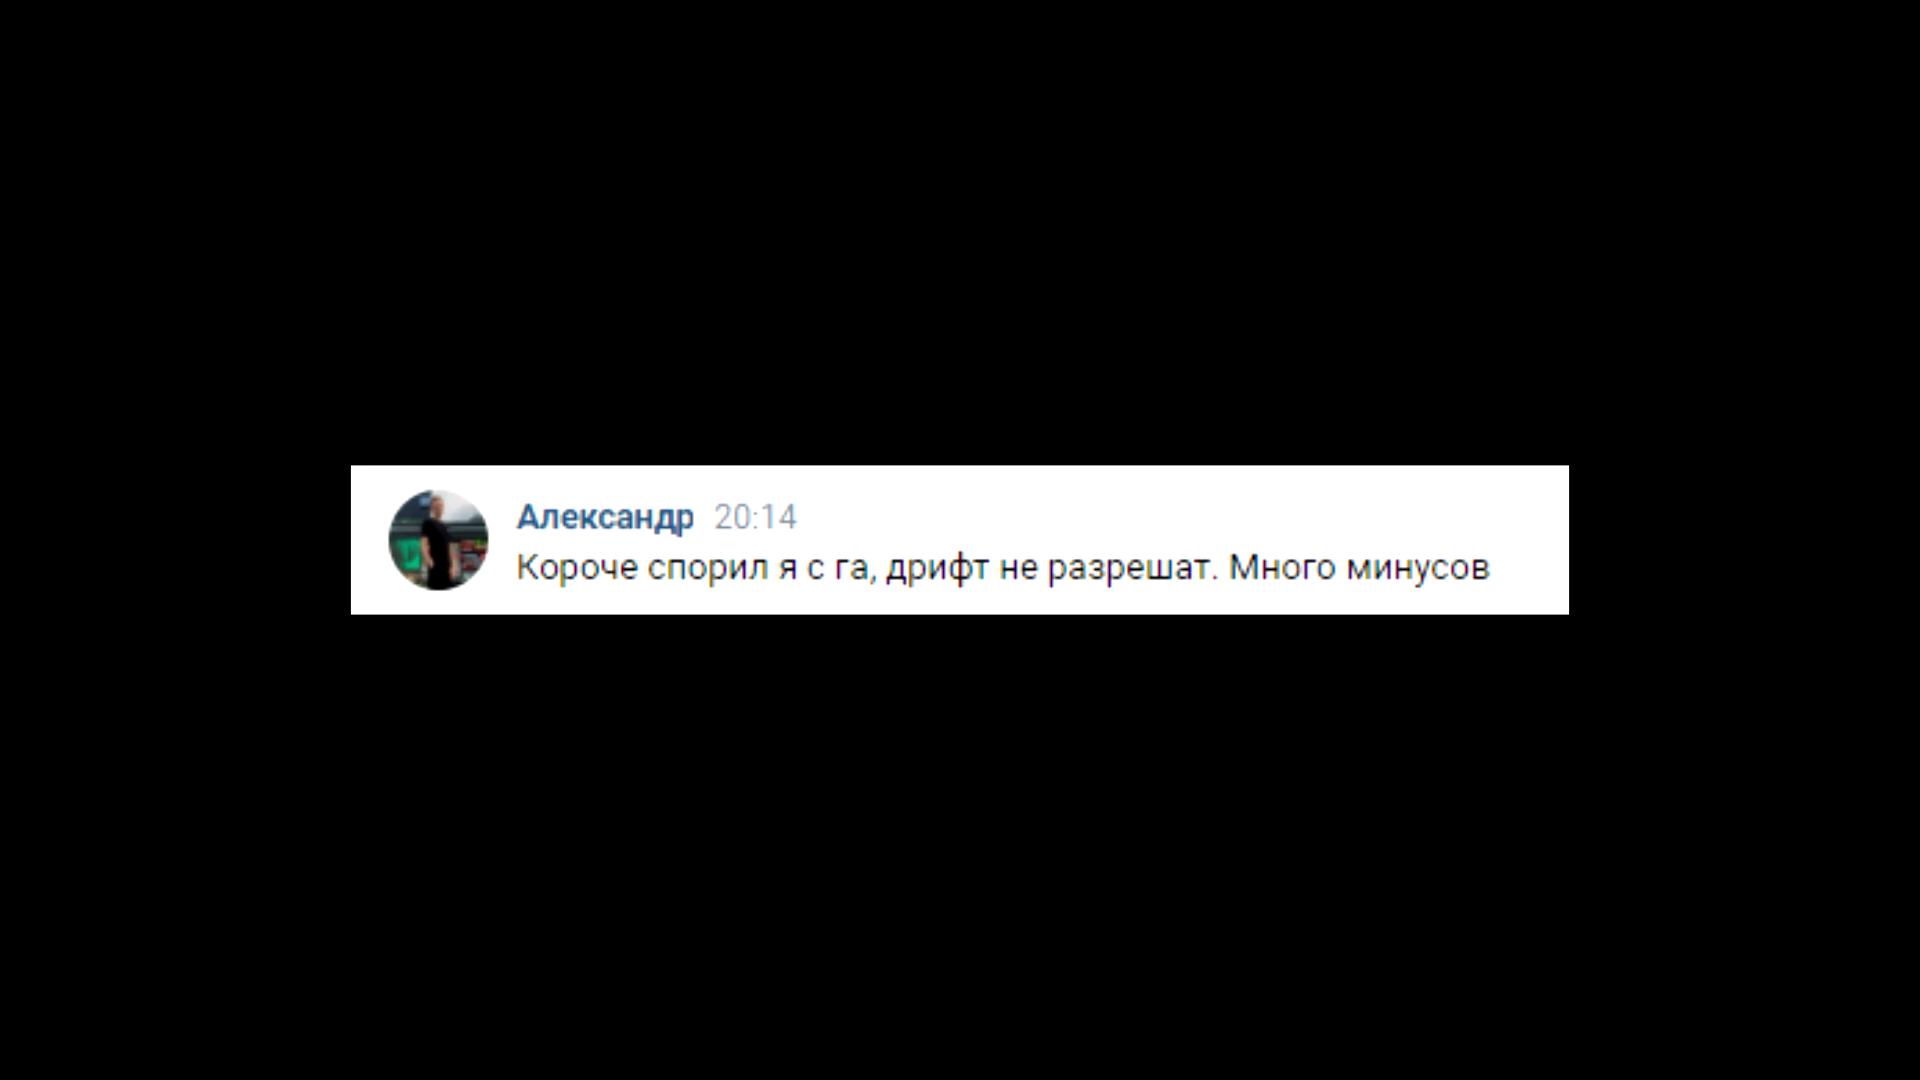 Александр 20:14
Короче спорил я с га, дрифт не разрешат. Много минусов